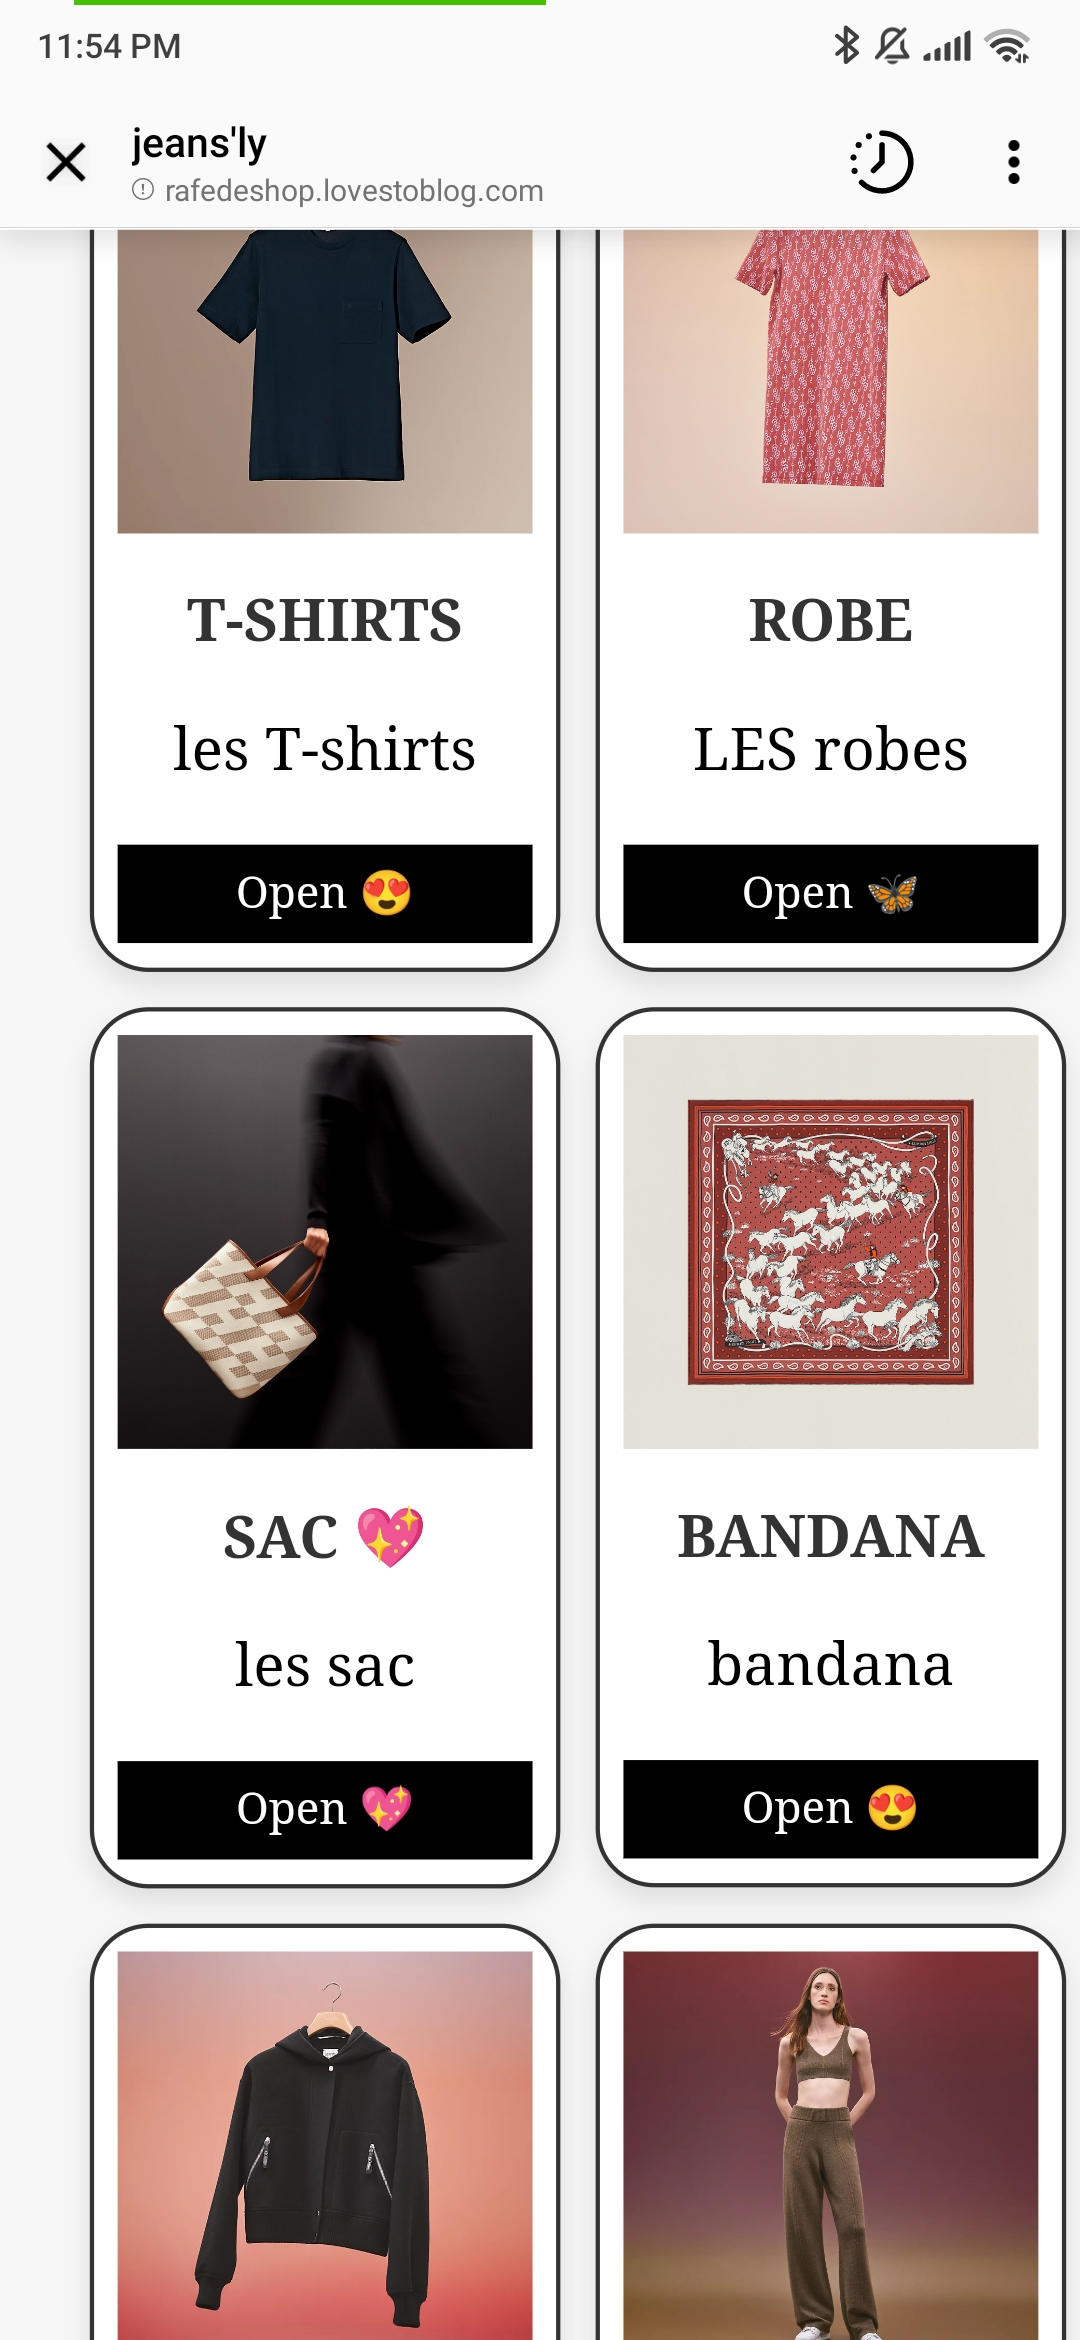 11:54 PM
jeans'ly
rafedeshop.lovestoblog.com
T-SHIRTS
les T-shirts
Open 😍
ROBE
LES robes
Open 🦋
SAC 💖
les sac
Open 💖
BANDANA
bandana
Open 😍